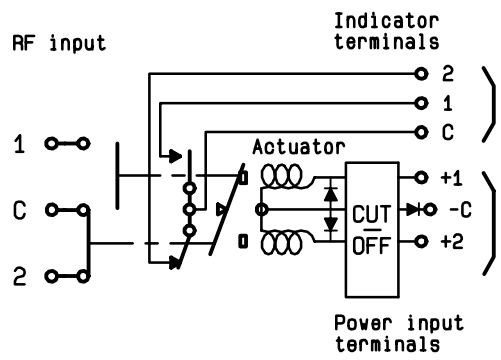 Indicator
terminals
RF input
2
1
C
Actuator
1
+1
C
CUT
-C
OFF
+2
2
Power input
terminals